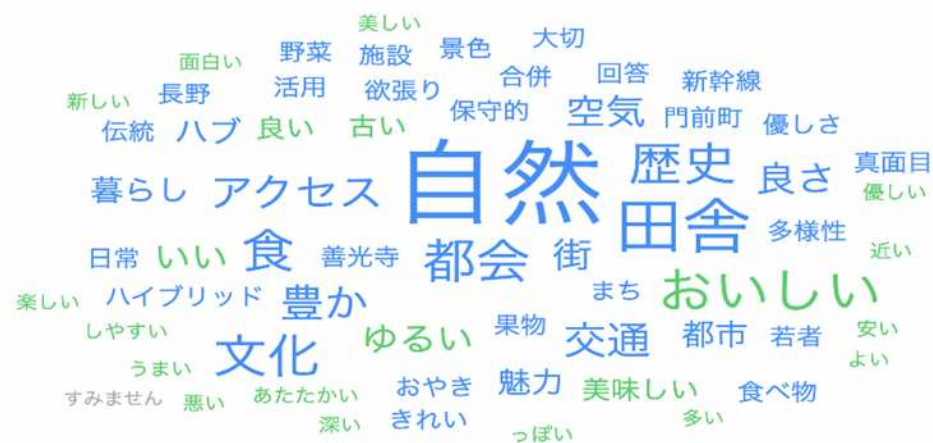 美しい
面白い 野菜 施設 景色 大切
新しい 長野 活用 欲張り 合併 回答 新幹線
伝統 ハブ 良い 古い 保守的 空気 門前町 優しさ
暮らし アクセス 自然 歴史 良さ 真面目
優しい
日常 いい 食 善光寺 都会 街 田舎 多様性 近い
楽しい ハイブリッド 豊か まち おいしい
しやすい 文化 ゆるい 果物 交通 都市 若者 安い
うまい よい
すみません 悪い あたたかい おやき 魅力 美味しい 食べ物
深い きれい っぽい 多い